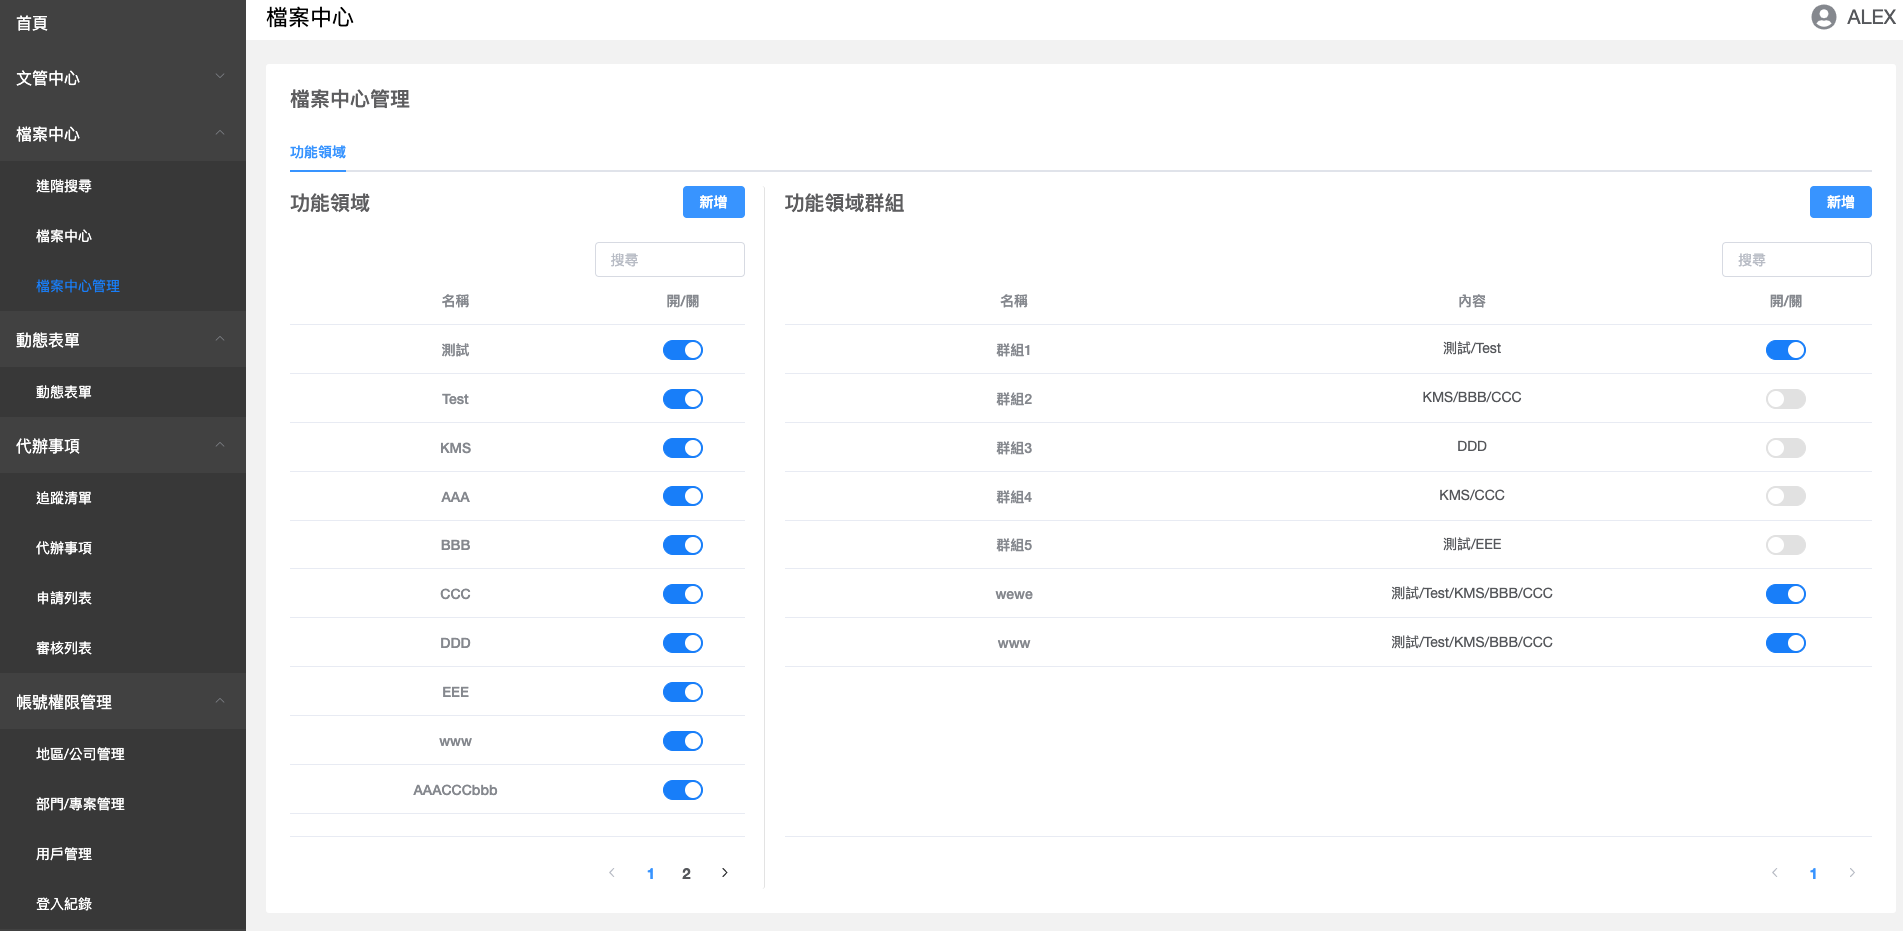 首頁
文管中心
檔案中心
進階搜尋
檔案中心
檔案中心管理
動態表單
動態表單
代辦事項
追蹤清單
代辦事項
申請列表
審核列表
帳號權限管理
地區/公司管理
部門/專案管理
用戶管理
登入紀錄
檔案中心
ALEX
檔案中心管理
功能領域
功能領域
新增
搜尋
名稱 開/關
測試
Test
KMS
AAA
BBB
CCC
DDD
EEE
www
AAACCCbbb
1 2
功能領域群組
新增
搜尋
名稱 內容 開/關
群組1 測試/Test
群組2 KMS/BBB/CCC
群組3 DDD
群組4 KMS/CCC
群組5 測試/EEE
wewe 測試/Test/KMS/BBB/CCC
www 測試/Test/KMS/BBB/CCC
1